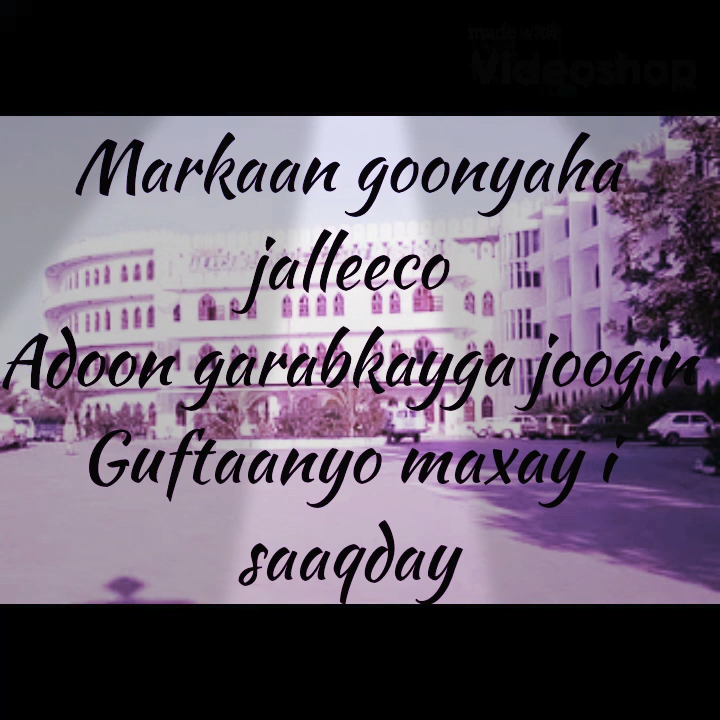 made with
Videoshop
Markaan goonyaha
jalleeco
Adoon garabkayga joogin
Guftaanyo maxay i
saaqday